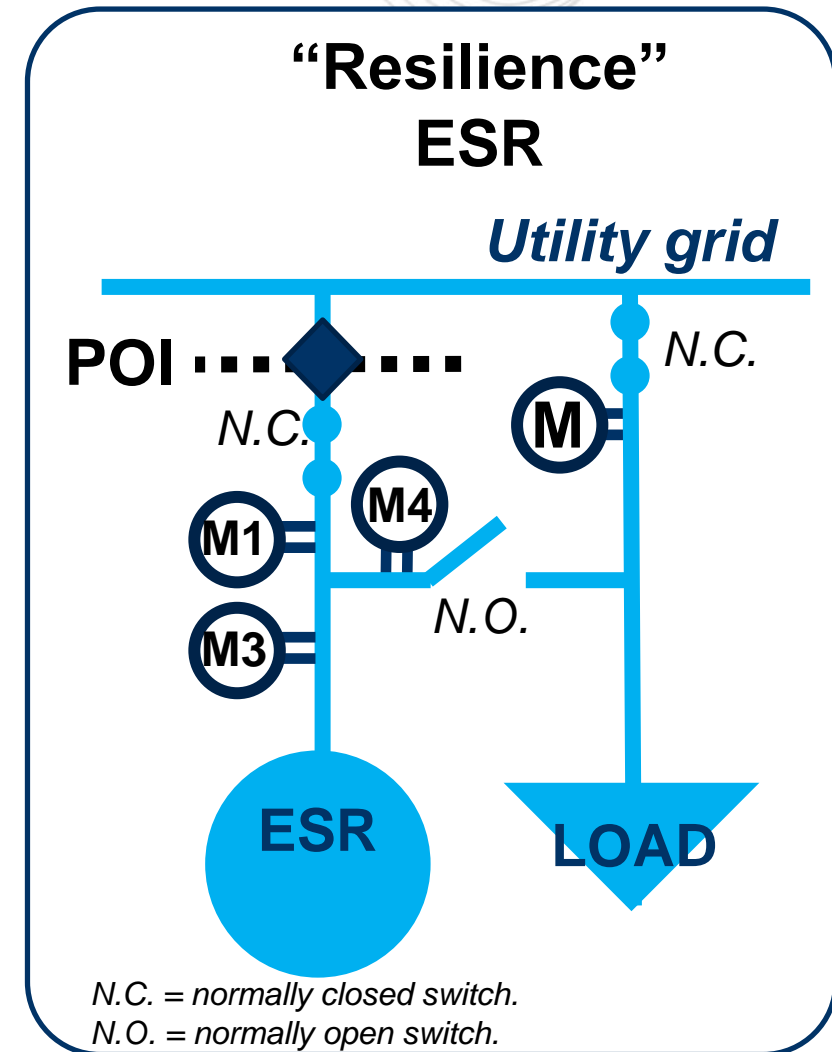 “Resilience”
ESR
Utility grid
POI
N.C.
N.C.
M
M4
M1
N.O.
M3
ESR
LOAD
N.C. = normally closed switch.
N.O. = normally open switch.